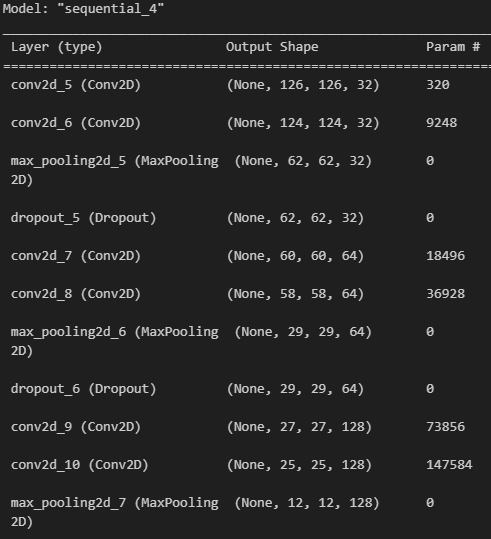 Model: "sequential_4"
_________________________________________________________________
Layer (type) Output Shape Param #
=================================================================
conv2d_5 (Conv2D) (None, 126, 126, 32) 320
conv2d_6 (Conv2D) (None, 124, 124, 32) 9248
max_pooling2d_5 (MaxPooling (None, 62, 62, 32) 0
2D)
dropout_5 (Dropout) (None, 62, 62, 32) 0
conv2d_7 (Conv2D) (None, 60, 60, 64) 18496
conv2d_8 (Conv2D) (None, 58, 58, 64) 36928
max_pooling2d_6 (MaxPooling (None, 29, 29, 64) 0
2D)
dropout_6 (Dropout) (None, 29, 29, 64) 0
conv2d_9 (Conv2D) (None, 27, 27, 128) 73856
conv2d_10 (Conv2D) (None, 25, 25, 128) 147584
max_pooling2d_7 (MaxPooling (None, 12, 12, 128) 0
2D)